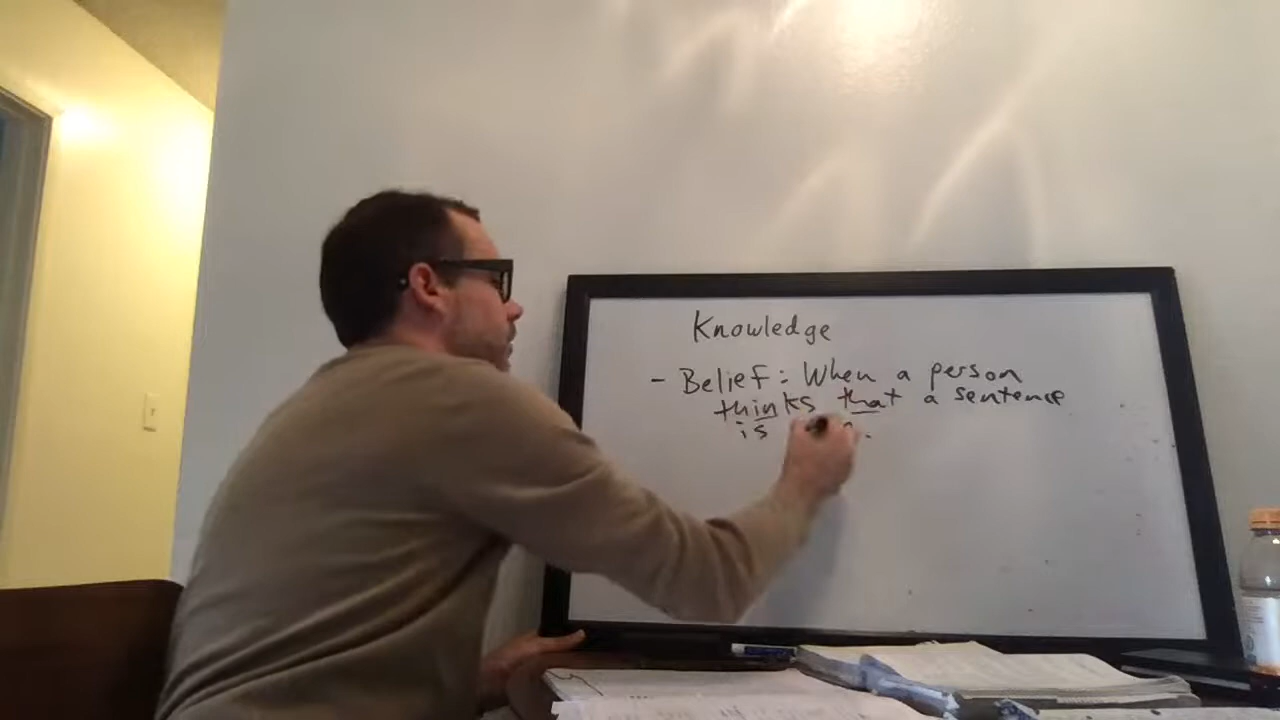 Knowledge
- Belief: When a person
thinks that a sentence
is